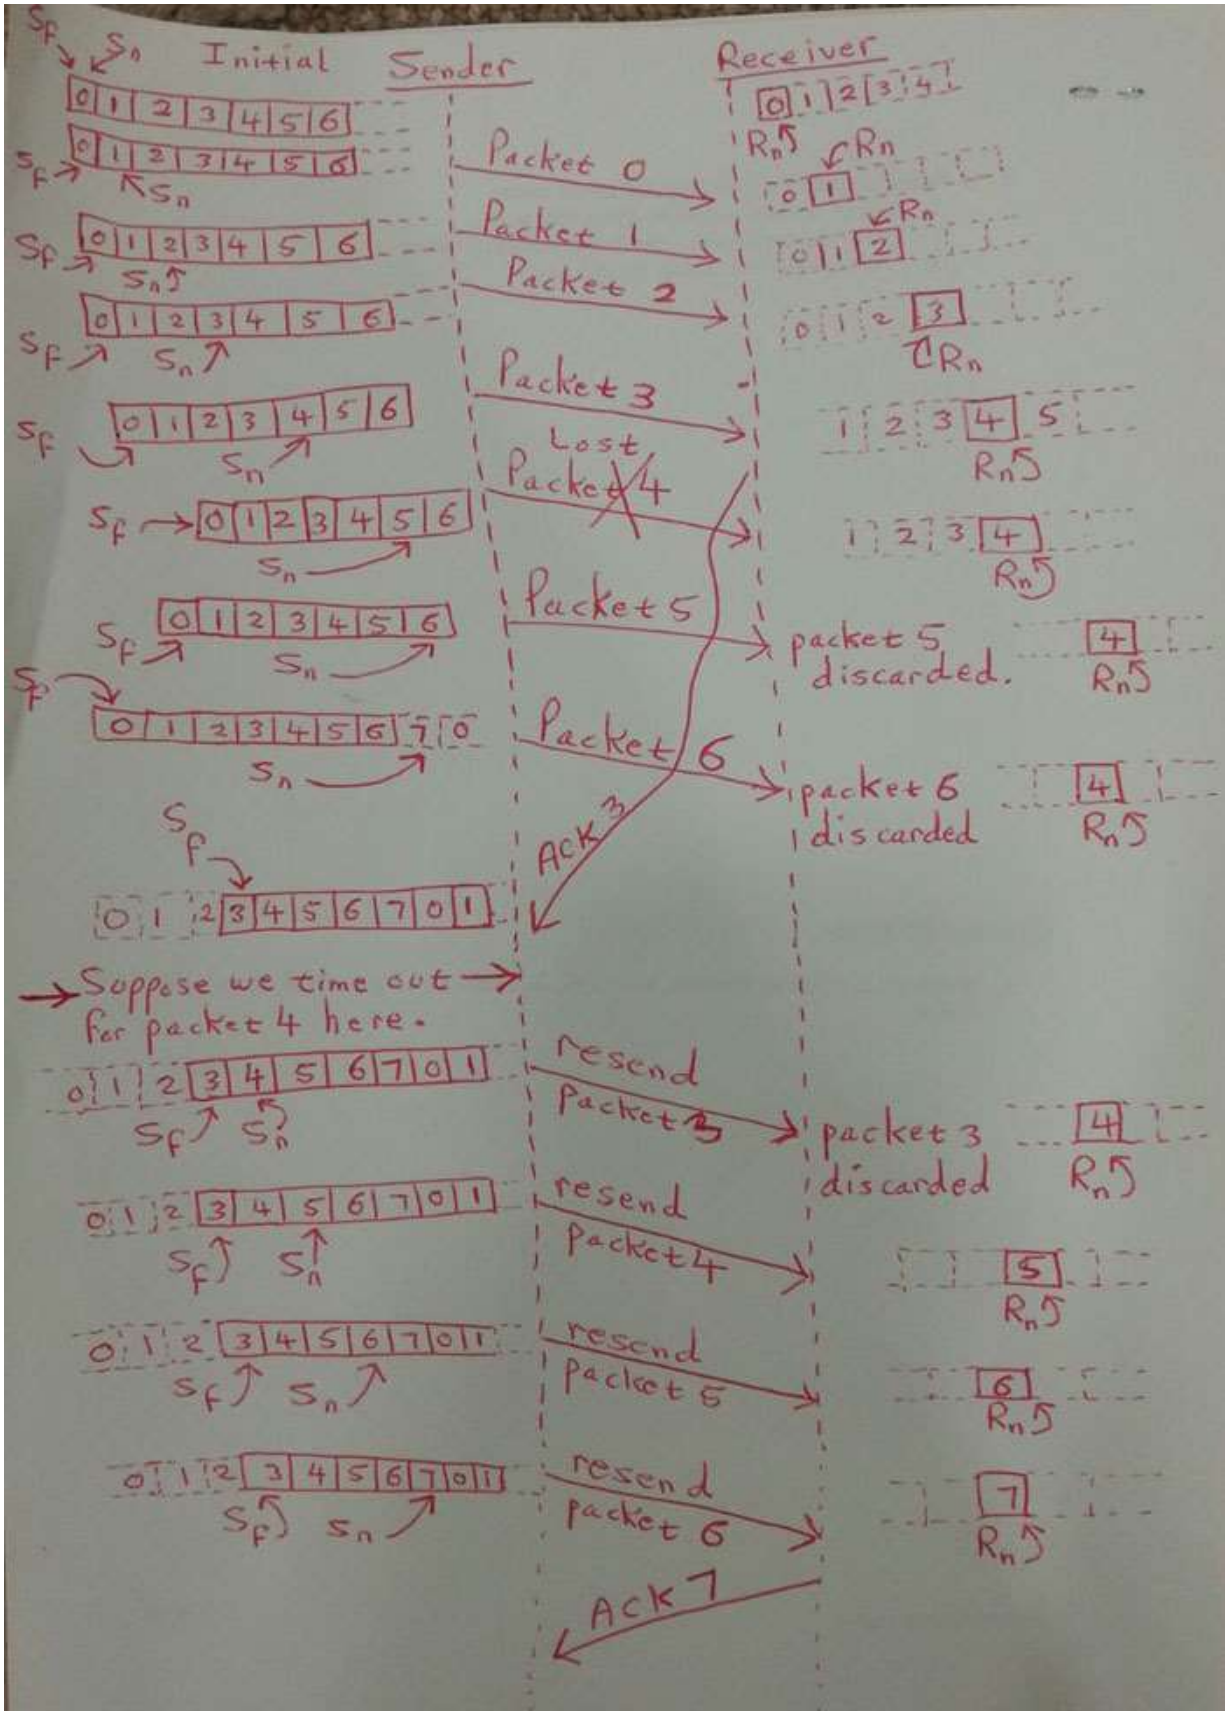 Sf Sn Initial Sender Receiver
0 1 2 3 4 5 6
0 1 2 3 4
Rn
0 1 2 3 4 5 6
Sf Sn
Packet 0
Rn
0 1
Sf 0 1 2 3 4 5 6
Sn
Packet 1
Rn
0 1 2
0 1 2 3 4 5 6
Sf Sn
Packet 2
0 1 2 3
Rn
Sf 0 1 2 3 4 5 6
Sn
Packet 3
1 2 3 4 5
Rn
Lost
Sf 0 1 2 3 4 5 6
Sn
Packet 4
1 2 3 4
Rn
0 1 2 3 4 5 6
Sf Sn
Packet 5
packet 5
discarded.
4
Rn
Sf
0 1 2 3 4 5 6 7 0
Sn
Packet 6
packet 6
discarded
4
Rn
ACK 3
Sf
0 1 2 3 4 5 6 7 0 1
Suppose we time out
for packet 4 here.
0 1 2 3 4 5 6 7 0 1
Sf Sn
resend
Packet 3
packet 3
discarded
4
Rn
0 1 2 3 4 5 6 7 0 1
Sf Sn
resend
packet 4
5
Rn
0 1 2 3 4 5 6 7 0 1
Sf Sn
resend
packet 5
6
Rn
0 1 2 3 4 5 6 7 0 1
Sf Sn
resend
packet 6
7
Rn
ACK 7